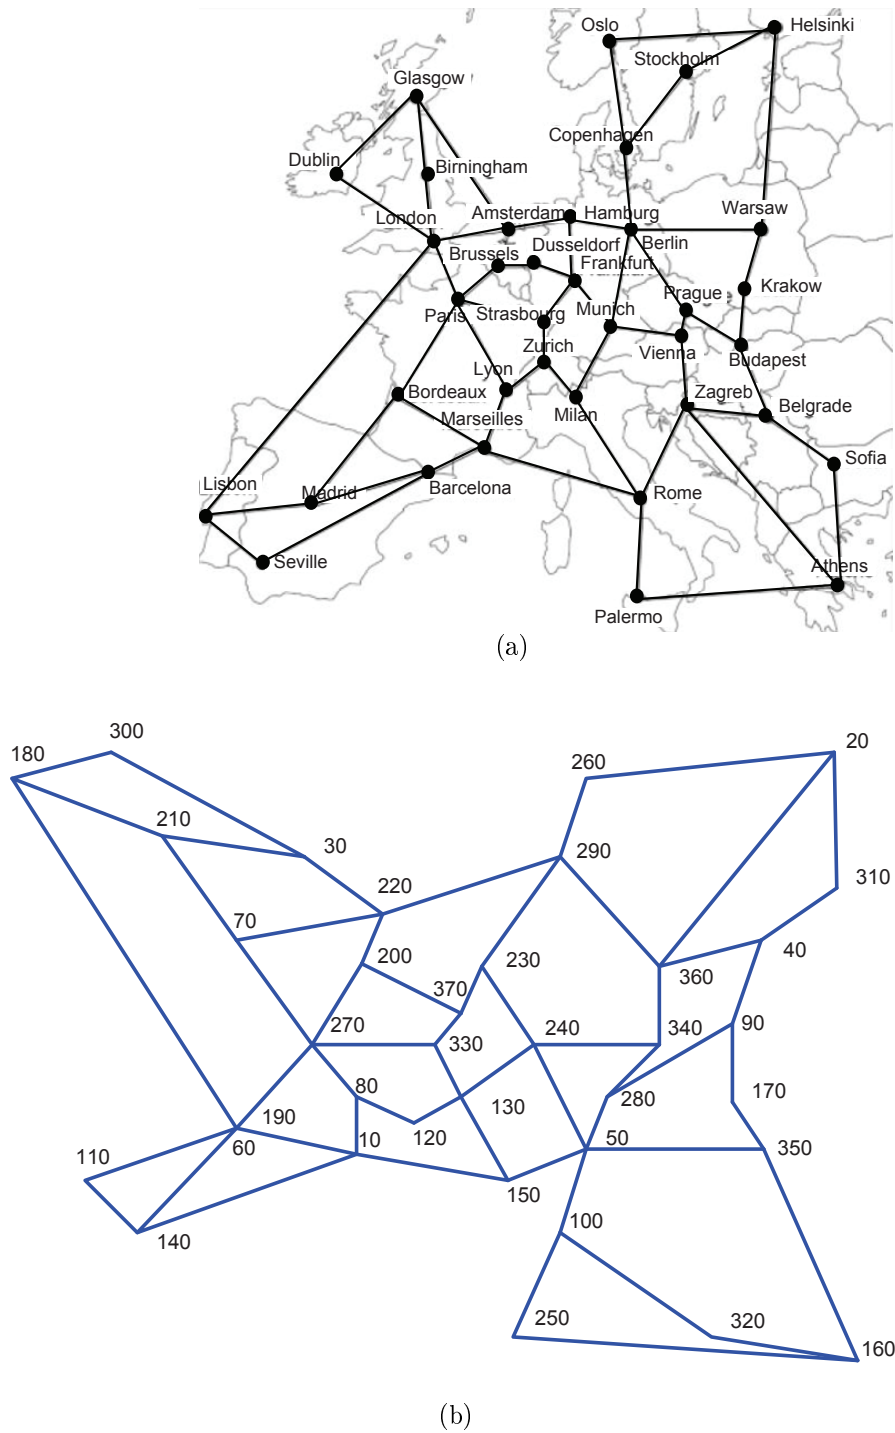 Oslo
Helsinki
Stockholm
Glasgow
Copenhagen
Dublin
Birningham
London
Amsterdam
Hamburg
Warsaw
Brussels
Dusseldorf
Berlin
Frankfurt
Krakow
Prague
Paris
Strasbourg
Munich
Zurich
Vienna
Budapest
Lyon
Bordeaux
Milan
Zagreb
Belgrade
Marseilles
Sofia
Lisbon
Madrid
Barcelona
Rome
Seville
Athens
Palermo
(a)
300
180
20
260
210
30
290
310
220
70
200
230
40
370
360
270
330
240
340
90
80
280
170
190
130
60
10
120
50
350
110
150
140
100
250
320
160
(b)